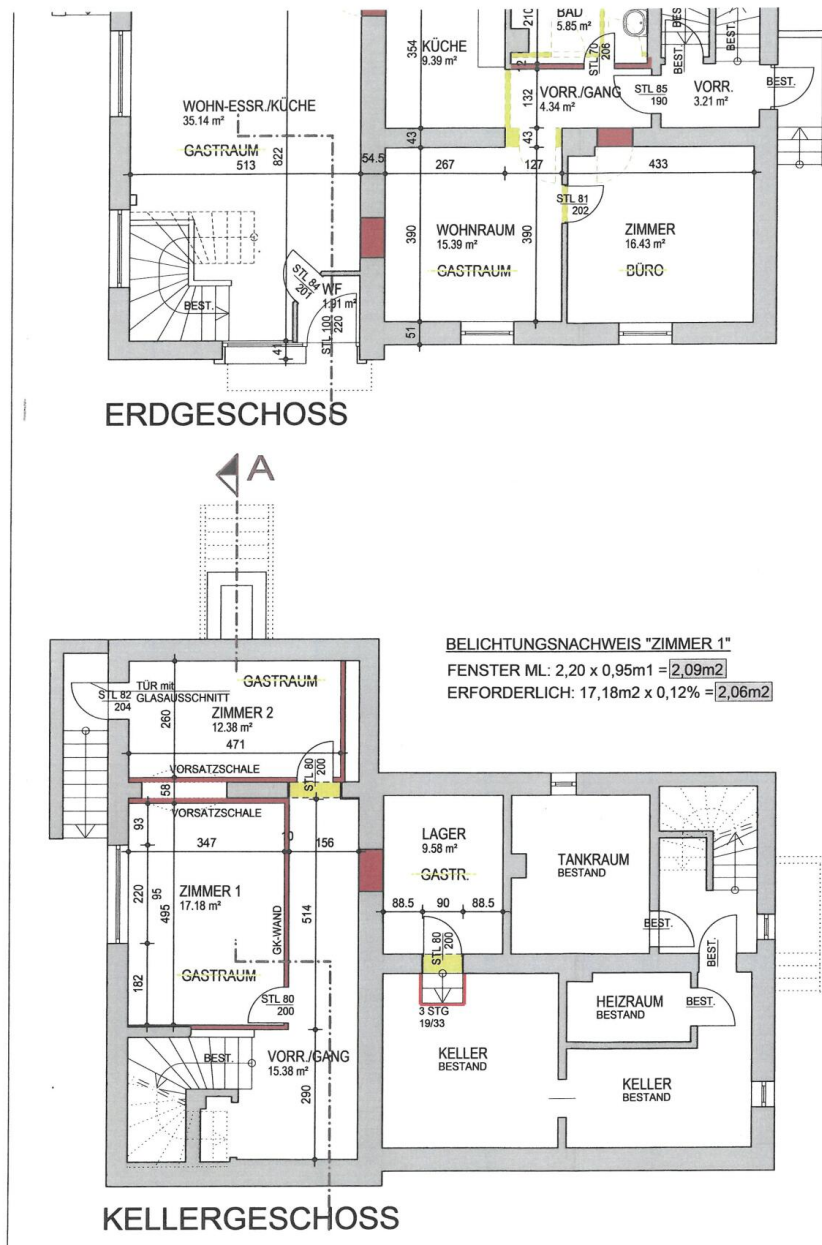 BAD
5.85 m²
210
KÜCHE
9.39 m²
354
12
STL 70
206
BEST.
BEST.
BEST.
VORR./GANG
4.34 m²
132
STL 85
190
VORR.
3.21 m²
BEST.
WOHN-ESSR./KÜCHE
35.14 m²
GASTRAUM
513
822
54.5
43
43
267
127
433
STL 81
202
390
WOHNRAUM
15.39 m²
GASTRAUM
390
ZIMMER
16.43 m²
BÜRO
STL 84
201
WF
1.91 m²
BEST.
STL 100
220
41
51
ERDGESCHOSS
A
BELICHTUNGSNACHWEIS "ZIMMER 1"
FENSTER ML: 2,20 x 0,95m1 = 2,09m2
ERFORDERLICH: 17,18m2 x 0,12% = 2,06m2
GASTRAUM
TÜR mit
GLASAUSSCHNITT
STL 82
204
260
ZIMMER 2
12.38 m²
471
STL 80
200
VORSATZSCHALE
58
VORSATZSCHALE
93
347
10
156
LAGER
9.58 m²
GASTR.
TANKRAUM
BESTAND
220
95
495
ZIMMER 1
17.18 m²
GK-WAND
514
88.5
90
88.5
STL 80
200
BEST.
BEST.
182
GASTRAUM
STL 80
200
3 STG
19/33
HEIZRAUM
BESTAND
BEST.
BEST.
VORR./GANG
15.38 m²
290
KELLER
BESTAND
KELLER
BESTAND
KELLERGESCHOSS